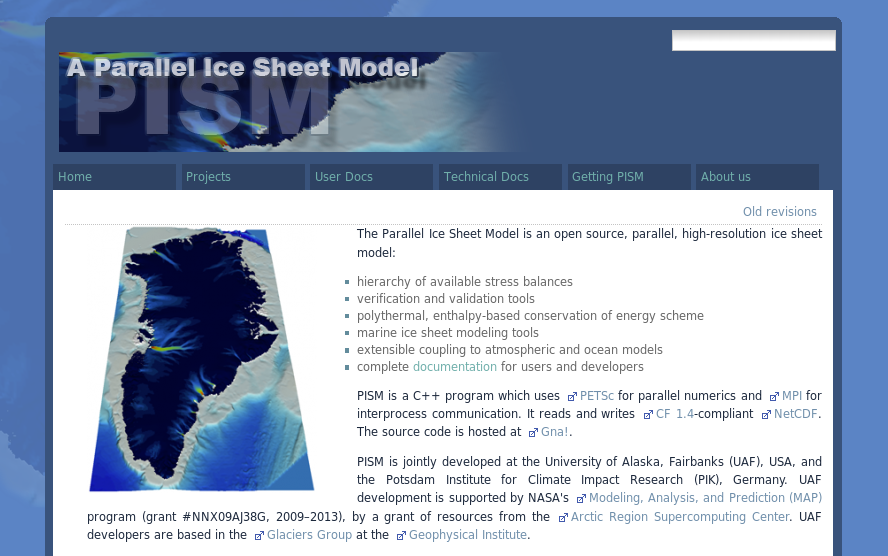 A Parallel Ice Sheet Model
PISM
Home
Projects
User Docs
Technical Docs
Getting PISM
About us
Old revisions
The Parallel Ice Sheet Model is an open source, parallel, high-resolution ice sheet
model:
hierarchy of available stress balances
verification and validation tools
polythermal, enthalpy-based conservation of energy scheme
marine ice sheet modeling tools
extensible coupling to atmospheric and ocean models
complete documentation for users and developers
PISM is a C++ program which uses PETSc for parallel numerics and MPI for
interprocess communication. It reads and writes CF 1.4-compliant NetCDF.
The source code is hosted at Gna!.
PISM is jointly developed at the University of Alaska, Fairbanks (UAF), USA, and
the Potsdam Institute for Climate Impact Research (PIK), Germany. UAF
development is supported by NASA's Modeling, Analysis, and Prediction (MAP)
program (grant #NNX09AJ38G, 2009–2013), by a grant of resources from the Arctic Region Supercomputing Center. UAF
developers are based in the Glaciers Group at the Geophysical Institute.